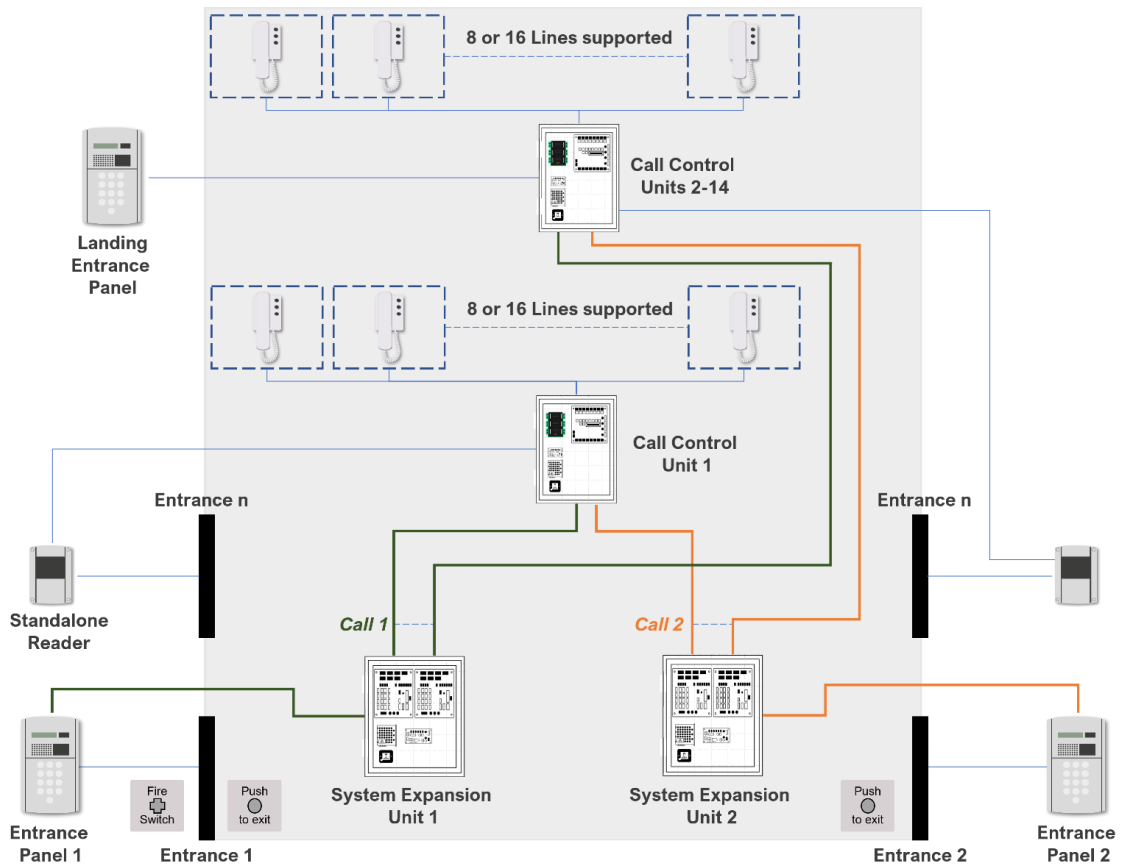 8 or 16 Lines supported
Call Control
Units 2-14
Landing
Entrance
Panel
8 or 16 Lines supported
Call Control
Unit 1
Entrance n
Entrance n
Standalone
Reader
Call 1
Call 2
Fire
Switch
Push
to exit
Push
to exit
System Expansion
Unit 1
System Expansion
Unit 2
Entrance
Panel 1
Entrance 1
Entrance 2
Entrance
Panel 2